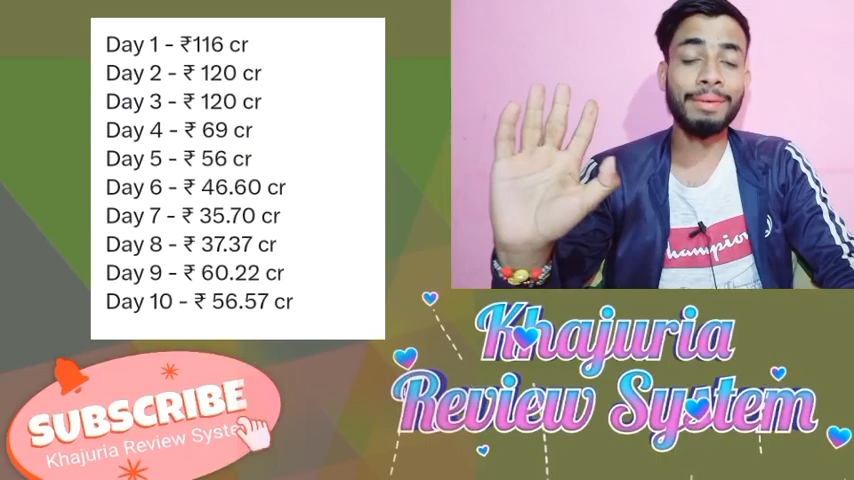 Day 1 - ₹116 cr
Day 2 - ₹ 120 cr
Day 3 - ₹ 120 cr
Day 4 - ₹ 69 cr
Day 5 - ₹ 56 cr
Day 6 - ₹ 46.60 cr
Day 7 - ₹ 35.70 cr
Day 8 - ₹ 37.37 cr
Day 9 - ₹ 60.22 cr
Day 10 - ₹ 56.57 cr
Champion
Khajuria
Review System
SUBSCRIBE
Khajuria Review